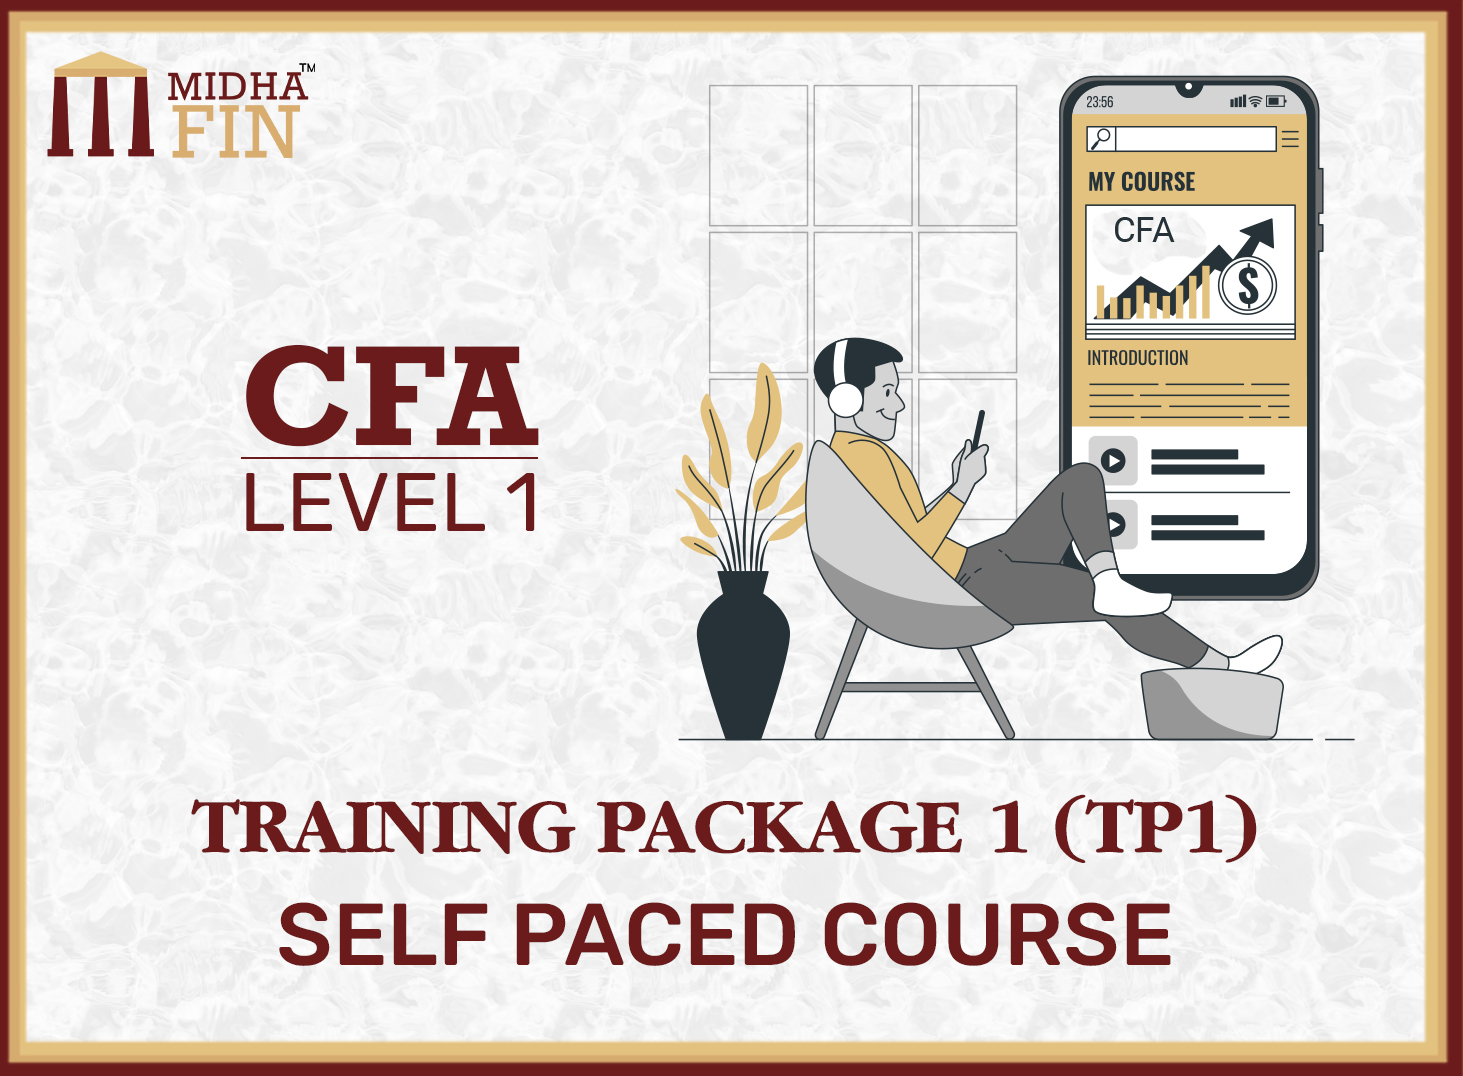 MIDHA™
FIN
23:56
MY COURSE
CFA
$
INTRODUCTION
CFA
LEVEL 1
TRAINING PACKAGE 1 (TP1)
SELF PACED COURSE